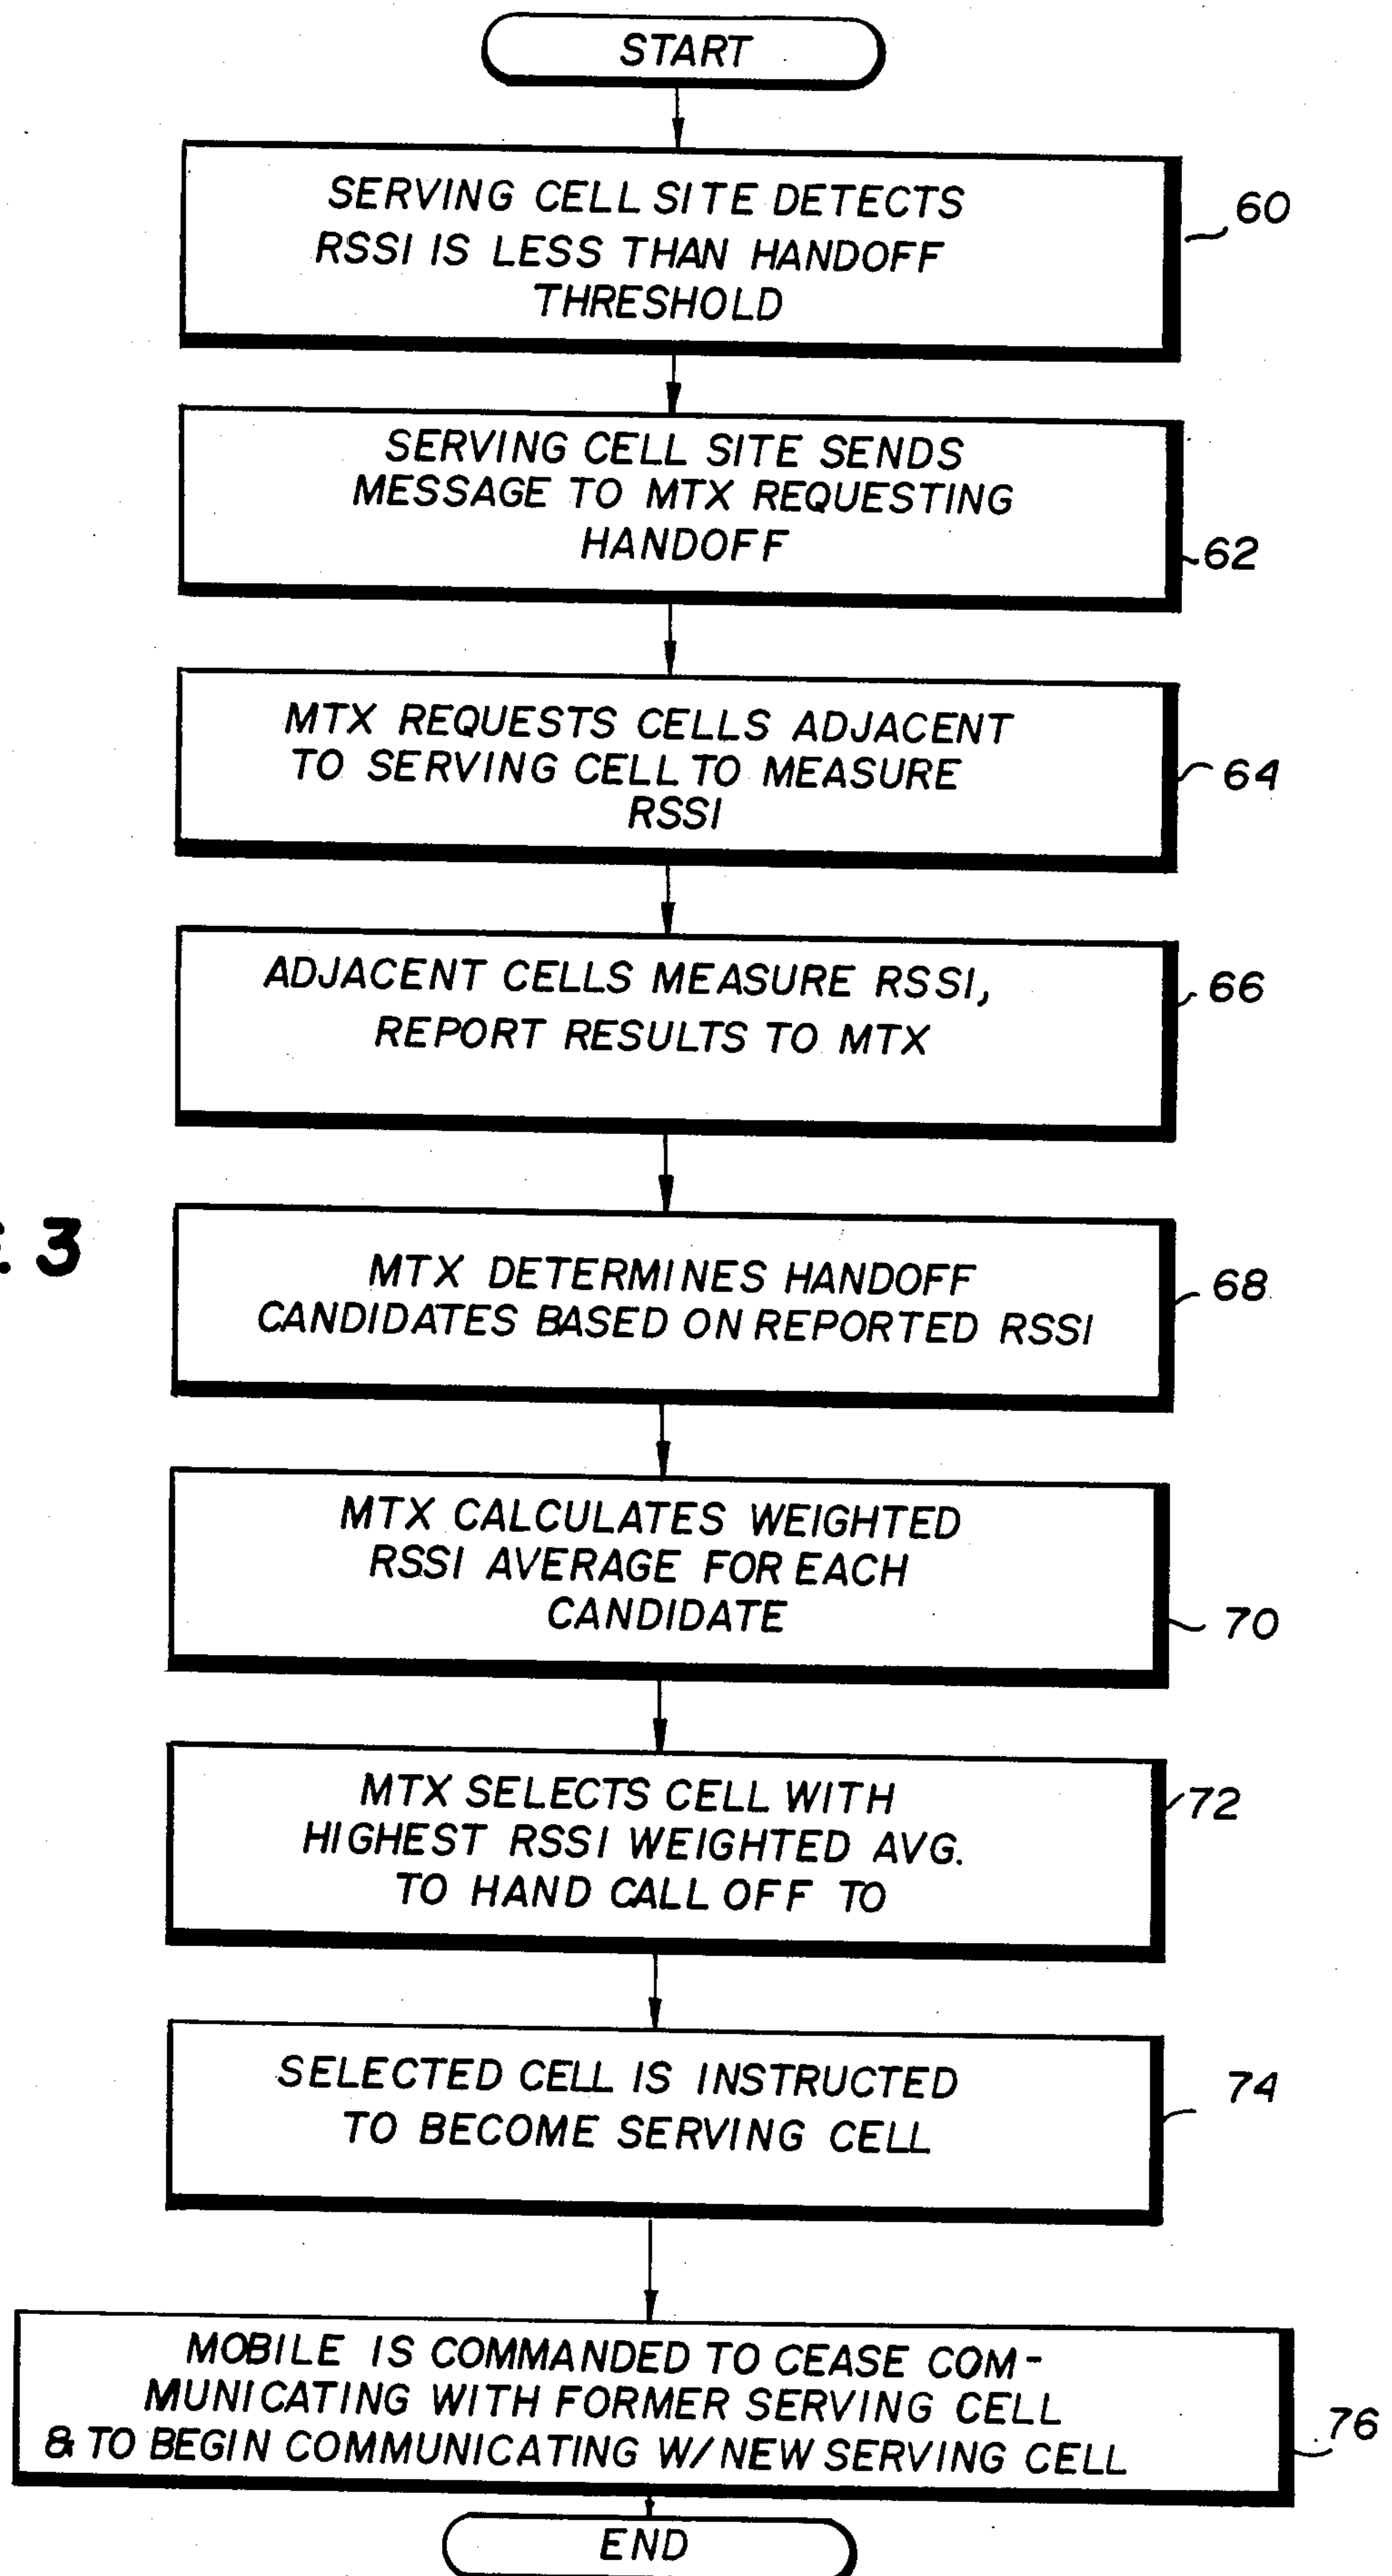 START
SERVING CELL SITE DETECTS
RSSI IS LESS THAN HANDOFF
THRESHOLD
60
SERVING CELL SITE SENDS
MESSAGE TO MTX REQUESTING
HANDOFF
62
MTX REQUESTS CELLS ADJACENT
TO SERVING CELL TO MEASURE
RSSI
64
ADJACENT CELLS MEASURE RSSI,
REPORT RESULTS TO MTX
66
3
MTX DETERMINES HANDOFF
CANDIDATES BASED ON REPORTED RSSI
68
MTX CALCULATES WEIGHTED
RSSI AVERAGE FOR EACH
CANDIDATE
70
MTX SELECTS CELL WITH
HIGHEST RSSI WEIGHTED AVG.
TO HAND CALL OFF TO
72
SELECTED CELL IS INSTRUCTED
TO BECOME SERVING CELL
74
MOBILE IS COMMANDED TO CEASE COM-
MUNICATING WITH FORMER SERVING CELL
& TO BEGIN COMMUNICATING W/NEW SERVING CELL
76
END